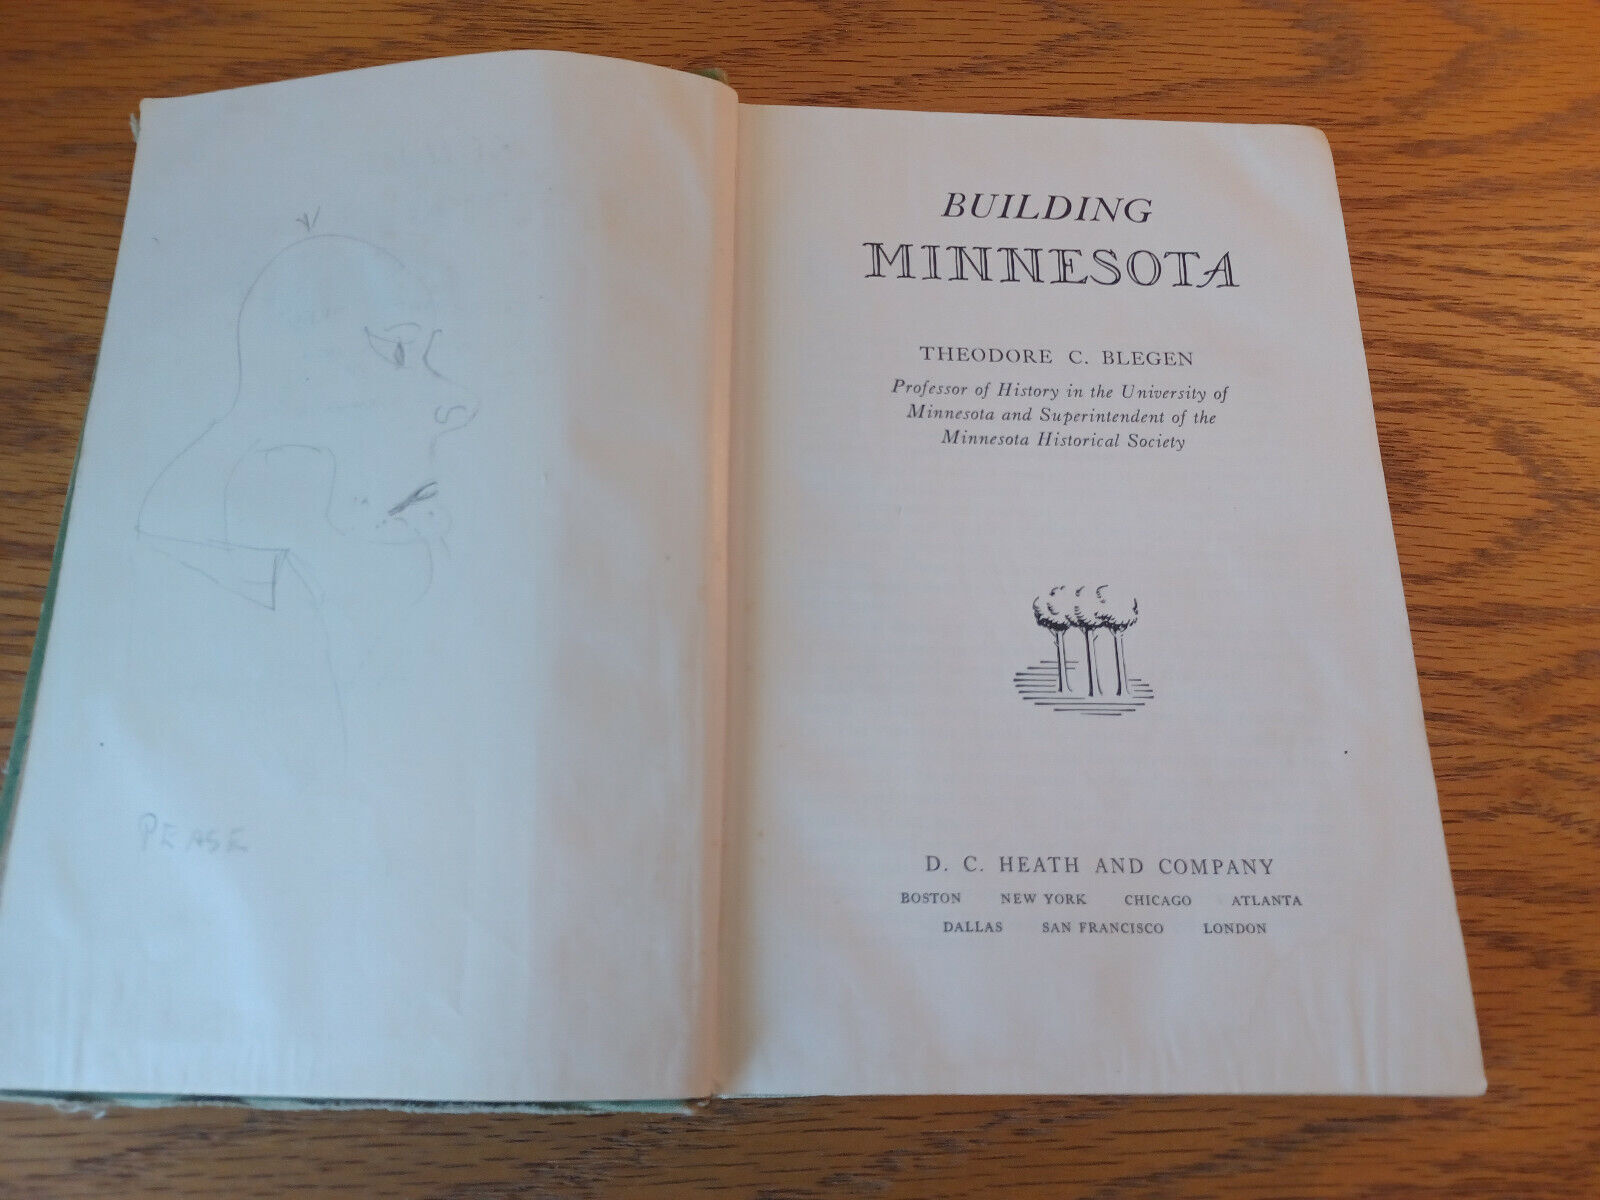 PEASE
BUILDING
MINNESOTA
THEODORE C. BLEGEN
Professor of History in the University of
Minnesota and Superintendent of the
Minnesota Historical Society
D. C. HEATH AND COMPANY
BOSTON NEW YORK CHICAGO ATLANTA
DALLAS SAN FRANCISCO LONDON